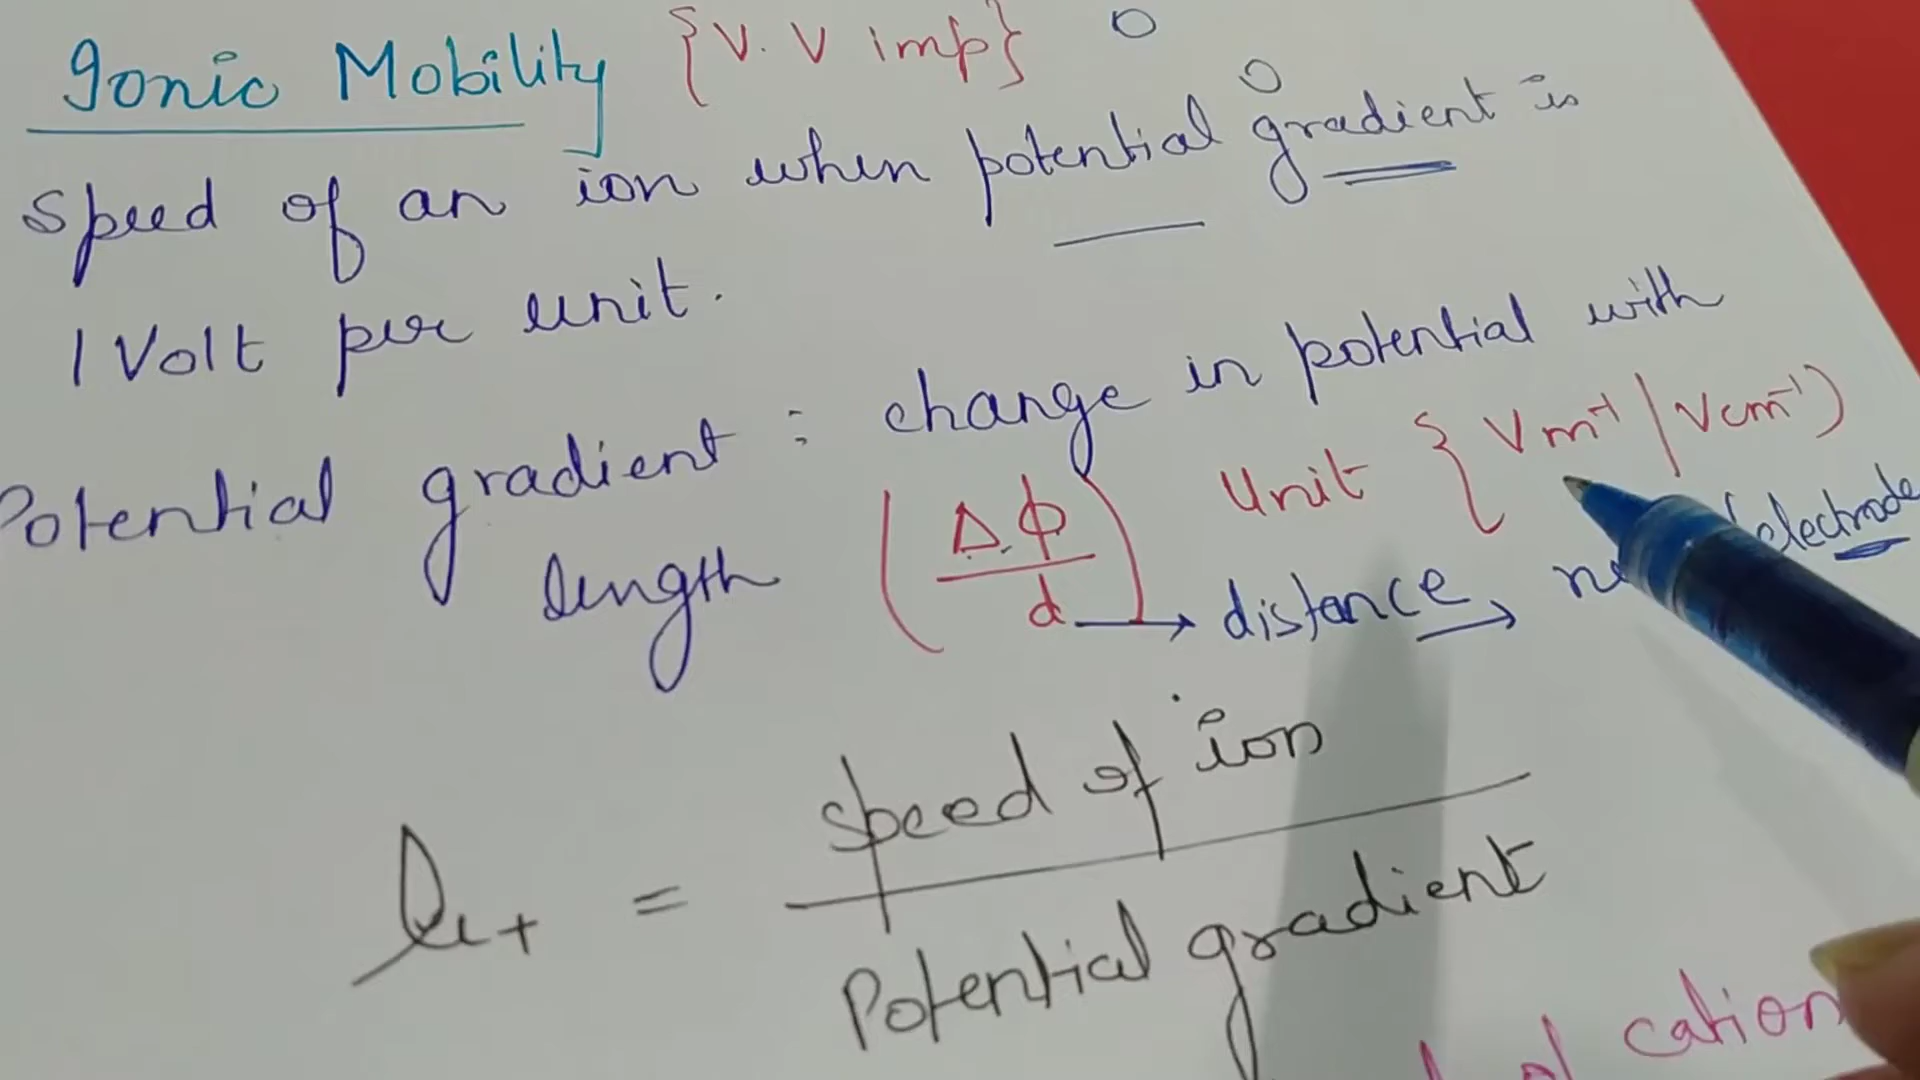 Ionic Mobility {V.V imp}
Speed of an ion when potential gradient is
1 Volt per unit.
Potential gradient : change in potential with
length (Δϕ/d) Unit {Vm⁻¹/Vcm⁻¹)
→ distance → (electrode
speed of ion
μ+ =
Potential gradient
of cation